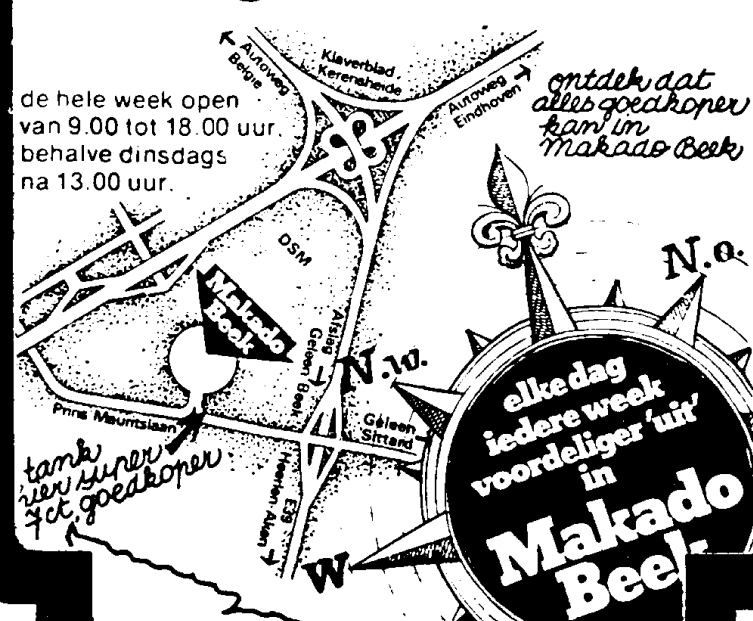 Autoweg
België
Klaverblad
Kerensheide
Autoweg
Eindhoven
ontdek dat
alles goedkoper
kan in
Makado Beek
de hele week open
van 9.00 tot 18.00 uur,
behalve dinsdags
na 13.00 uur.
DSM
Makado
Beek
Afslag
Geleen Beek
N.W.
N.O.
Prins Mauritslaan
Geleen
Sittard
tank
super
7 ct. goedkoper
E39
Heerlen Aken
W
elke dag
iedere week
voordeliger 'uit'
in
Makado
Beek